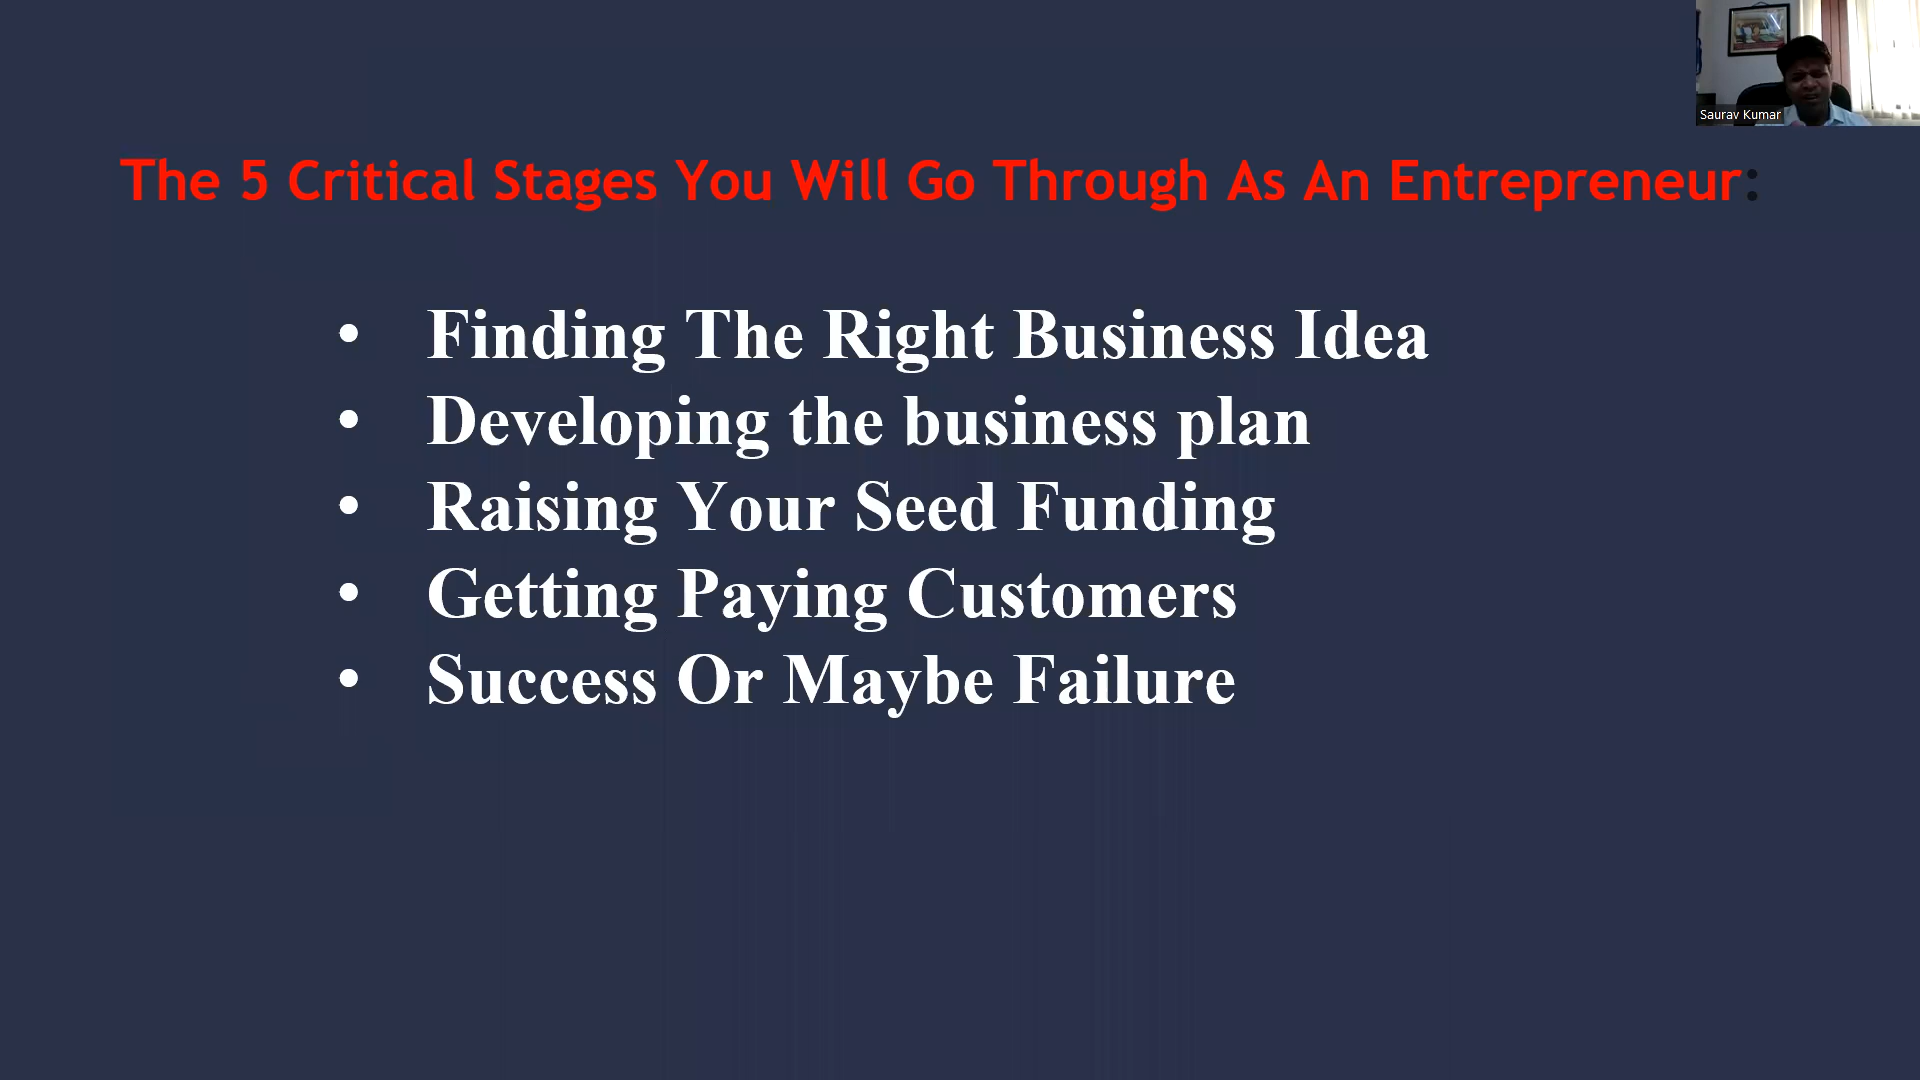 Saurav Kumar
The 5 Critical Stages You Will Go Through As An Entrepreneur:
• Finding The Right Business Idea
• Developing the business plan
• Raising Your Seed Funding
• Getting Paying Customers
• Success Or Maybe Failure